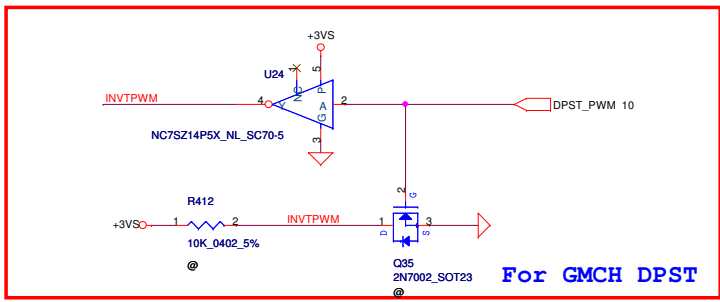 +3VS
U24
1
NC
5
P
INVTPWM
4
Y
A
2
DPST_PWM 10
G
3
NC7SZ14P5X_NL_SC70-5
R412
2
G
+3VS
1
2
INVTPWM
1
3
D
S
10K_0402_5%
@
Q35
2N7002_SOT23
@
For GMCH DPST